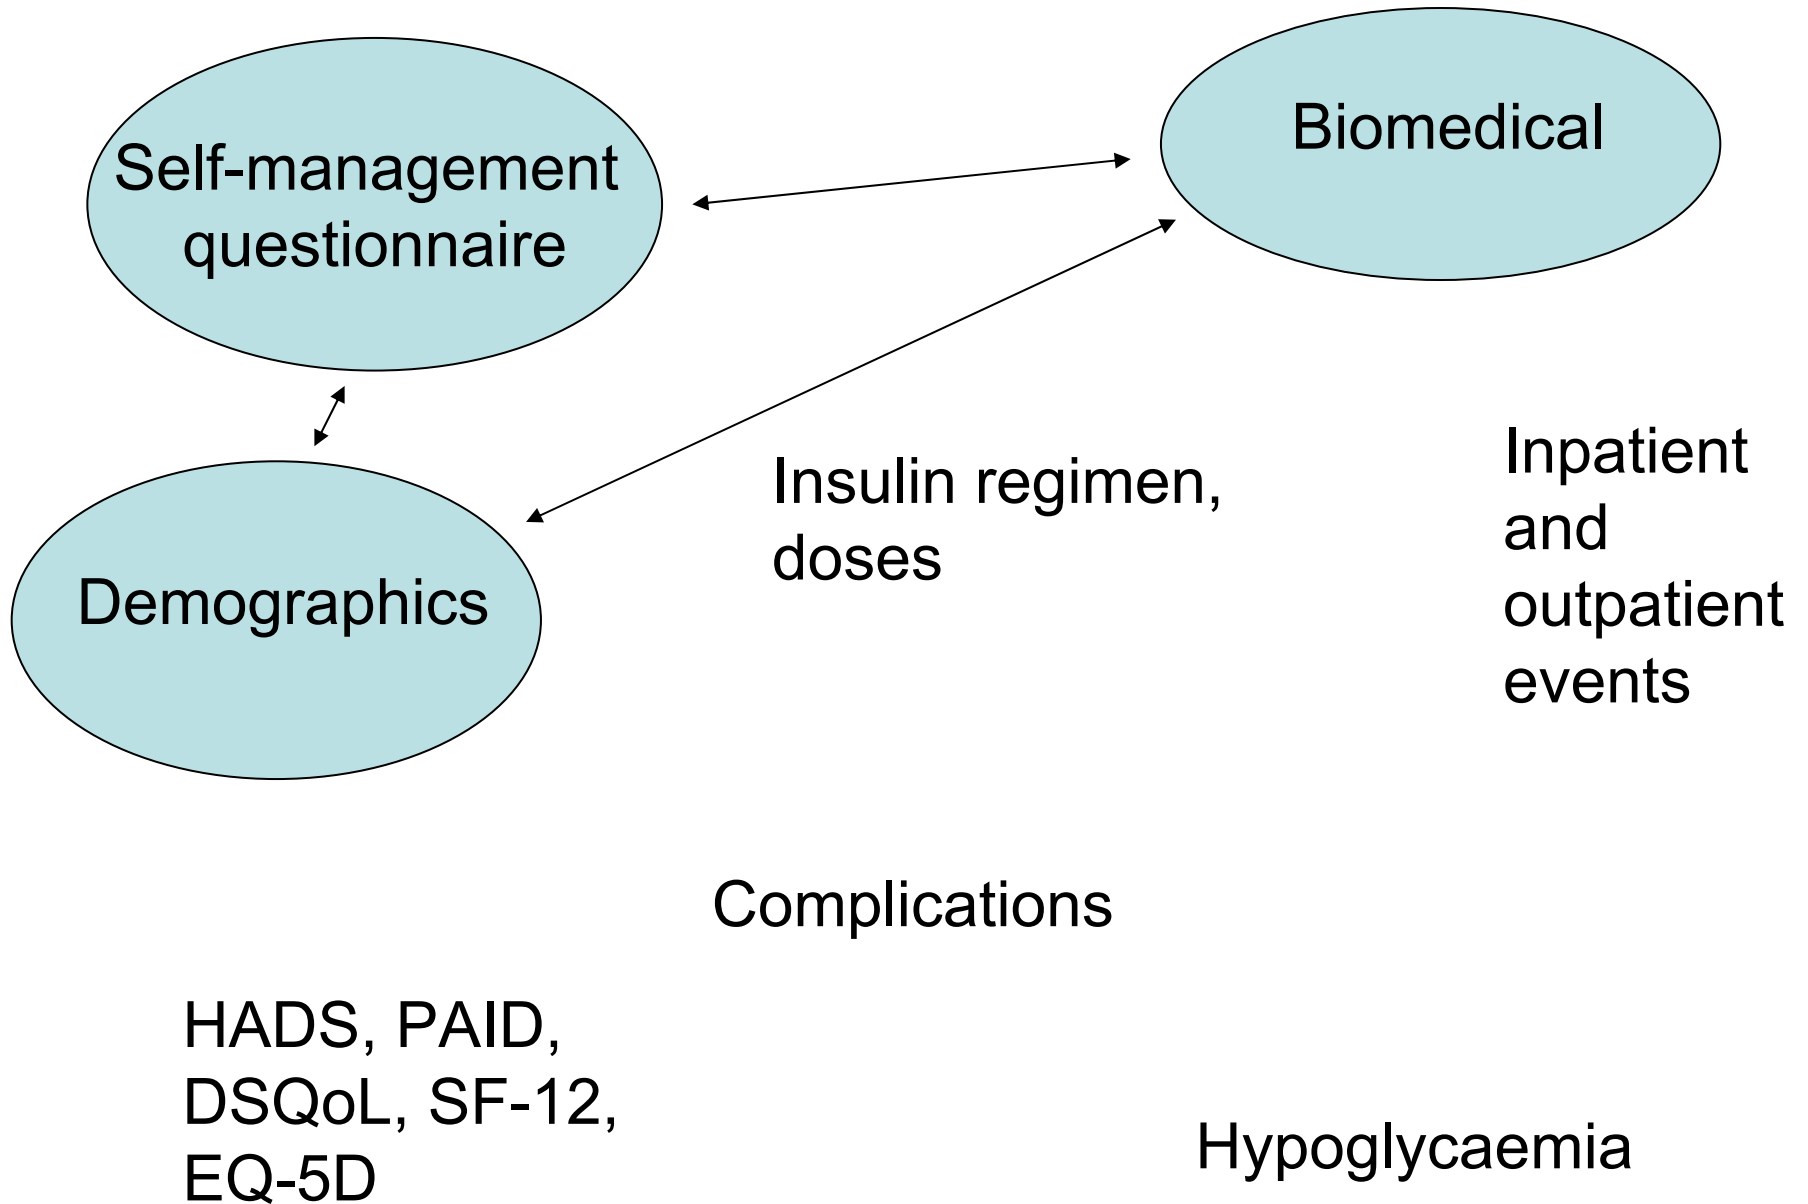 Self-management
questionnaire
Biomedical
Demographics
Insulin regimen,
doses
Inpatient
and
outpatient
events
Complications
HADS, PAID,
DSQoL, SF-12,
EQ-5D
Hypoglycaemia